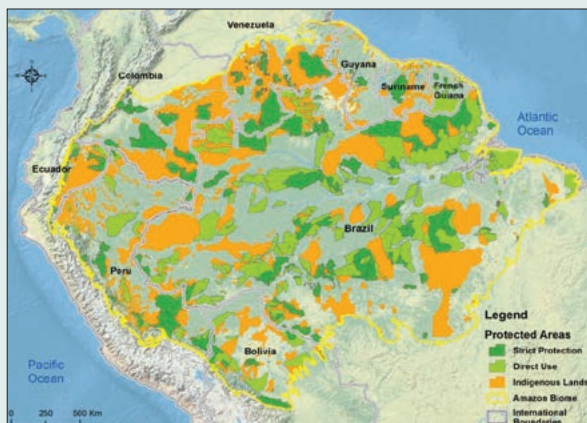 Venezuela
Guyana
Colombia
Suriname
French
Guiana
Atlantic
Ocean
Ecuador
Brazil
Peru
Bolivia
Pacific
Ocean
Legend
Protected Areas
Strict Protection
Direct Use
Indigenous Lands
Amazon Biome
International
Boundaries
0 250 500 Km